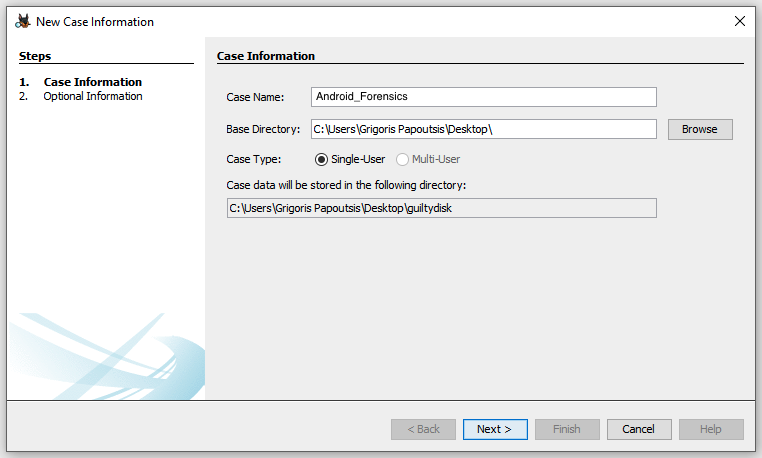 New Case Information
Steps
1. Case Information
2. Optional Information
Case Information
Case Name: Android_Forensics
Base Directory: C:\Users\Grigoris Papoutsis\Desktop\ Browse
Case Type: Single-User Multi-User
Case data will be stored in the following directory:
C:\Users\Grigoris Papoutsis\Desktop\guiltydisk
< Back Next > Finish Cancel Help